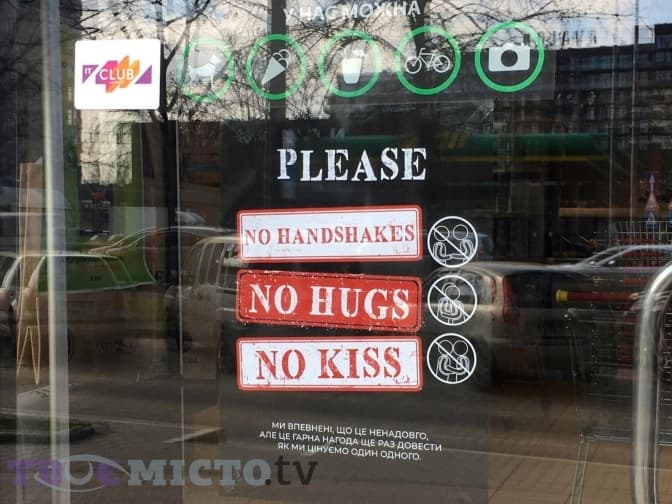 У НАС МОЖНА
IT
CLUB
PLEASE
NO HANDSHAKES
NO HUGS
NO KISS
МИ ВПЕВНЕНІ, ЩО ЦЕ НЕНАДОВГО,
АЛЕ ЦЕ ГАРНА НАГОДА ЩЕ РАЗ ДОВЕСТИ
ЯК МИ ЦІНУЄМО ОДИН ОДНОГО.
ТВОЄ МІСТО.tv